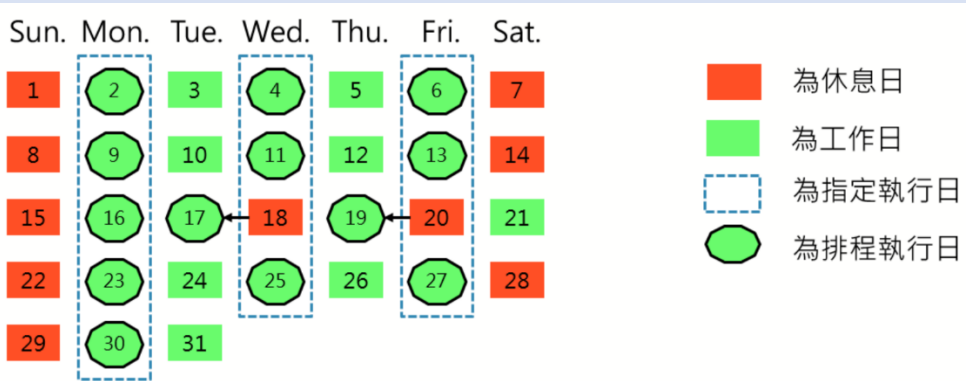 Sun. Mon. Tue. Wed. Thu. Fri. Sat.
1 2 3 4 5 6 7
8 9 10 11 12 13 14
15 16 17 18 19 20 21
22 23 24 25 26 27 28
29 30 31
為休息日
為工作日
為指定執行日
為排程執行日